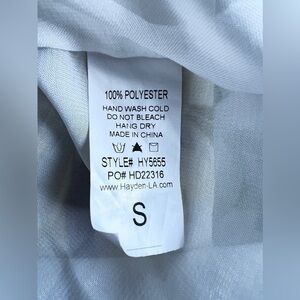 100% POLYESTER
HAND WASH COLD
DO NOT BLEACH
HANG DRY
MADE IN CHINA
STYLE# HY5655
PO# HD22316
www.Hayden-LA.com
S